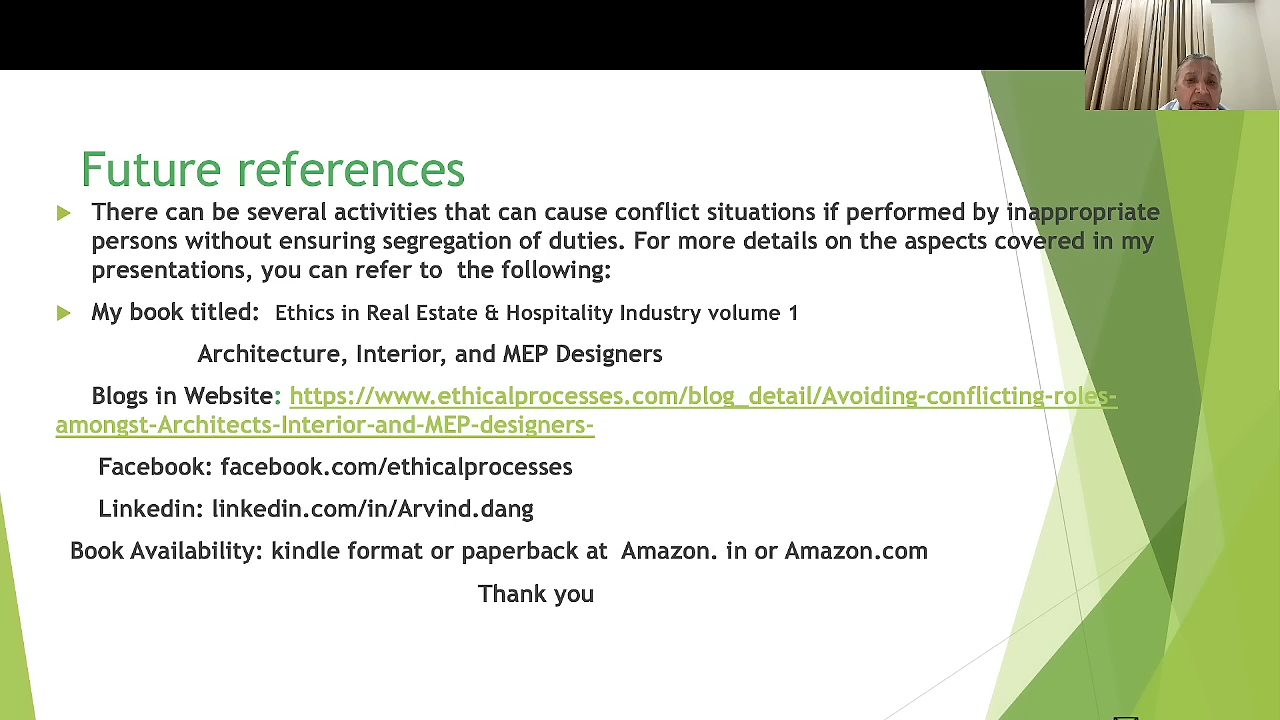 Future references
There can be several activities that can cause conflict situations if performed by inappropriate
persons without ensuring segregation of duties. For more details on the aspects covered in my
presentations, you can refer to  the following:
My book titled:  Ethics in Real Estate & Hospitality Industry volume 1
Architecture, Interior, and MEP Designers
Blogs in Website: https://www.ethicalprocesses.com/blog_detail/Avoiding-conflicting-roles-
amongst-Architects-Interior-and-MEP-designers-
Facebook: facebook.com/ethicalprocesses
Linkedin: linkedin.com/in/Arvind.dang
Book Availability: kindle format or paperback at  Amazon. in or Amazon.com
Thank you